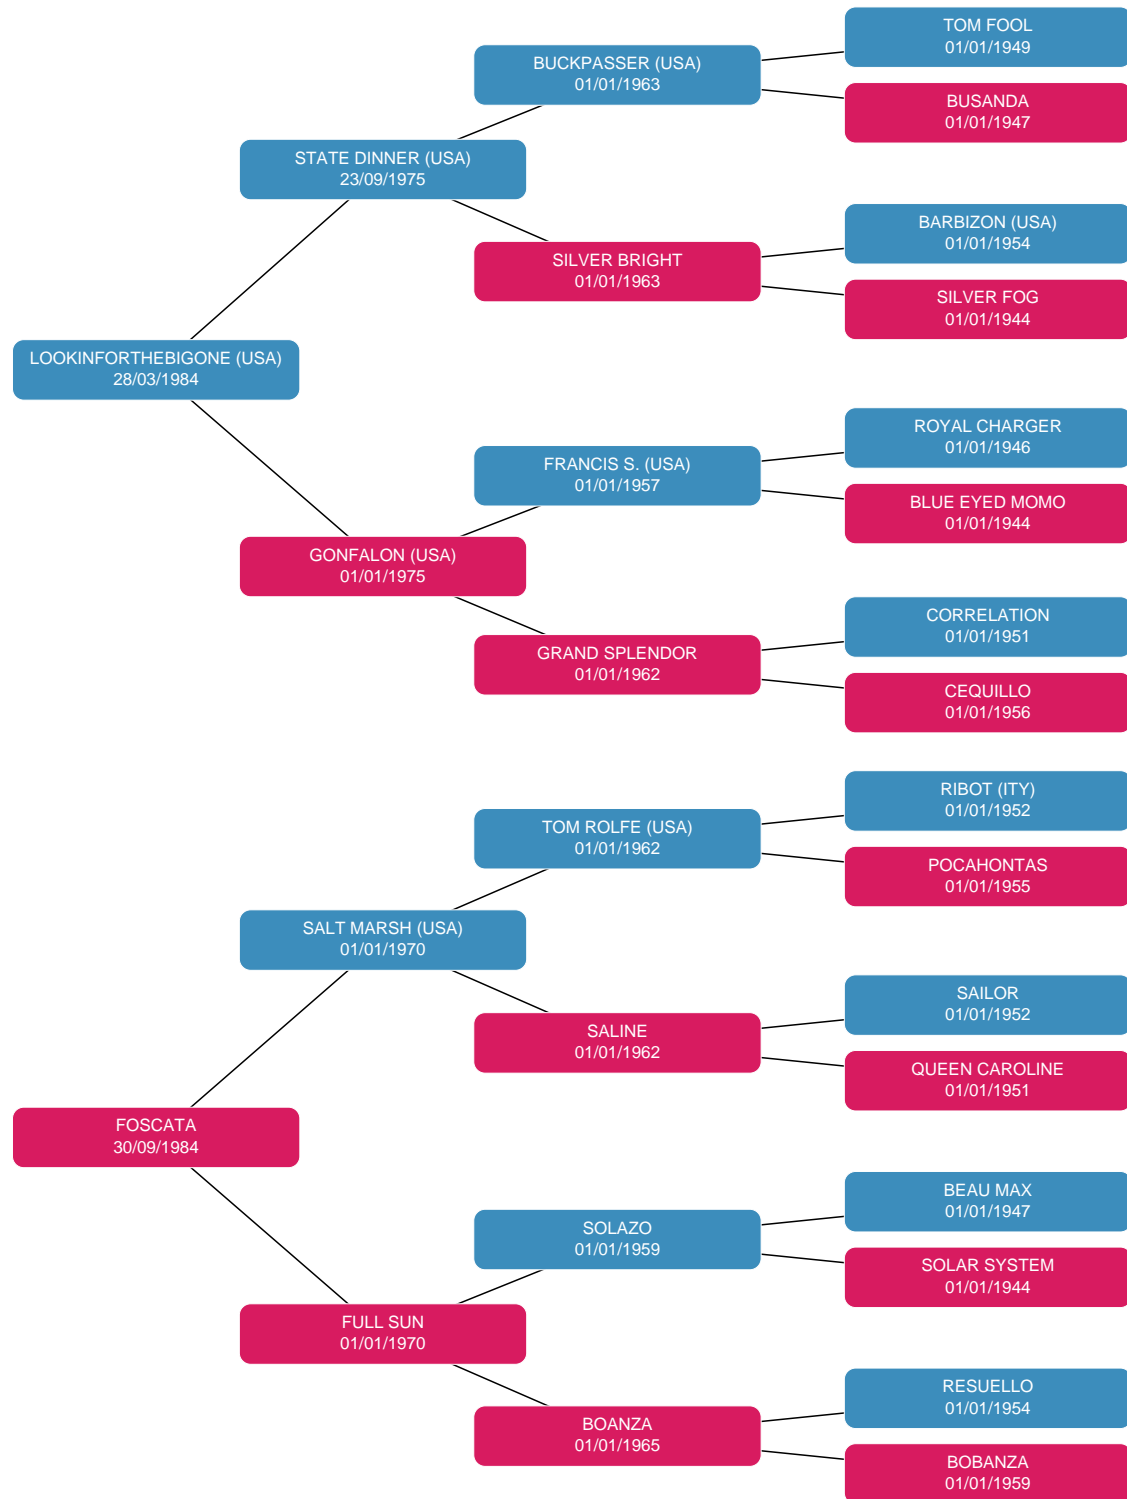 TOM FOOL
01/01/1949
BUCKPASSER (USA)
01/01/1963
BUSANDA
01/01/1947
STATE DINNER (USA)
23/09/1975
BARBIZON (USA)
01/01/1954
SILVER BRIGHT
01/01/1963
SILVER FOG
01/01/1944
LOOKINFORTHEBIGONE (USA)
28/03/1984
ROYAL CHARGER
01/01/1946
FRANCIS S. (USA)
01/01/1957
BLUE EYED MOMO
01/01/1944
GONFALON (USA)
01/01/1975
CORRELATION
01/01/1951
GRAND SPLENDOR
01/01/1962
CEQUILLO
01/01/1956
RIBOT (ITY)
01/01/1952
TOM ROLFE (USA)
01/01/1962
POCAHONTAS
01/01/1955
SALT MARSH (USA)
01/01/1970
SAILOR
01/01/1952
SALINE
01/01/1962
QUEEN CAROLINE
01/01/1951
FOSCATA
30/09/1984
BEAU MAX
01/01/1947
SOLAZO
01/01/1959
SOLAR SYSTEM
01/01/1944
FULL SUN
01/01/1970
RESUELLO
01/01/1954
BOANZA
01/01/1965
BOBANZA
01/01/1959